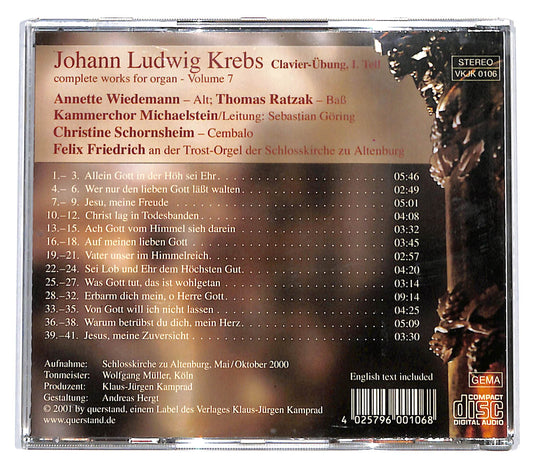 Johann Ludwig Krebs Clavier-Übung, I. Teil
complete works for organ - Volume 7
STEREO
VKJK 0106
Annette Wiedemann – Alt; Thomas Ratzak – Baß
Kammerchor Michaelstein/Leitung: Sebastian Göring
Christine Schornsheim – Cembalo
Felix Friedrich an der Trost-Orgel der Schlosskirche zu Altenburg
1.– 3. Allein Gott in der Höh sei Ehr 05:46
4.– 6. Wer nur den lieben Gott läßt walten 02:49
7.– 9. Jesu, meine Freude 05:01
10.–12. Christ lag in Todesbanden 04:08
13.–15. Ach Gott vom Himmel sieh darein 03:32
16.–18. Auf meinen lieben Gott 03:45
19.–21. Vater unser im Himmelreich 02:57
22.–24. Sei Lob und Ehr dem Höchsten Gut 04:20
25.–27. Was Gott tut, das ist wohlgetan 03:14
28.–32. Erbarm dich mein, o Herre Gott 09:14
33.–35. Von Gott will ich nicht lassen 04:25
36.–38. Warum betrübst du dich, mein Herz 05:09
39.–41. Jesus, meine Zuversicht 03:30
Aufnahme: Schlosskirche zu Altenburg, Mai/Oktober 2000
Tonmeister: Wolfgang Müller, Köln
Produzent: Klaus-Jürgen Kamprad
Gestaltung: Andreas Hergt
© 2001 by querstand, einem Label des Verlages Klaus-Jürgen Kamprad
www.querstand.de
English text included
4 025796 001068
GEMA
COMPACT
disc
DIGITAL AUDIO